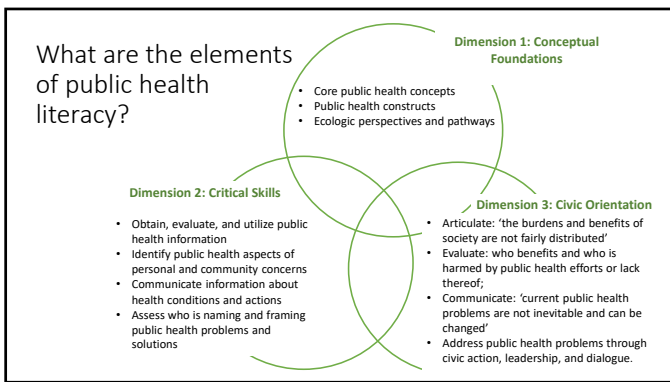 What are the elements
of public health
literacy?
Dimension 1: Conceptual
Foundations
• Core public health concepts
• Public health constructs
• Ecologic perspectives and pathways
Dimension 2: Critical Skills
• Obtain, evaluate, and utilize public
health information
• Identify public health aspects of
personal and community concerns
• Communicate information about
health conditions and actions
• Assess who is naming and framing
public health problems and
solutions
Dimension 3: Civic Orientation
• Articulate: ‘the burdens and benefits of
society are not fairly distributed’
• Evaluate: who benefits and who is
harmed by public health efforts or lack
thereof;
• Communicate: ‘current public health
problems are not inevitable and can be
changed’
• Address public health problems through
civic action, leadership, and dialogue.